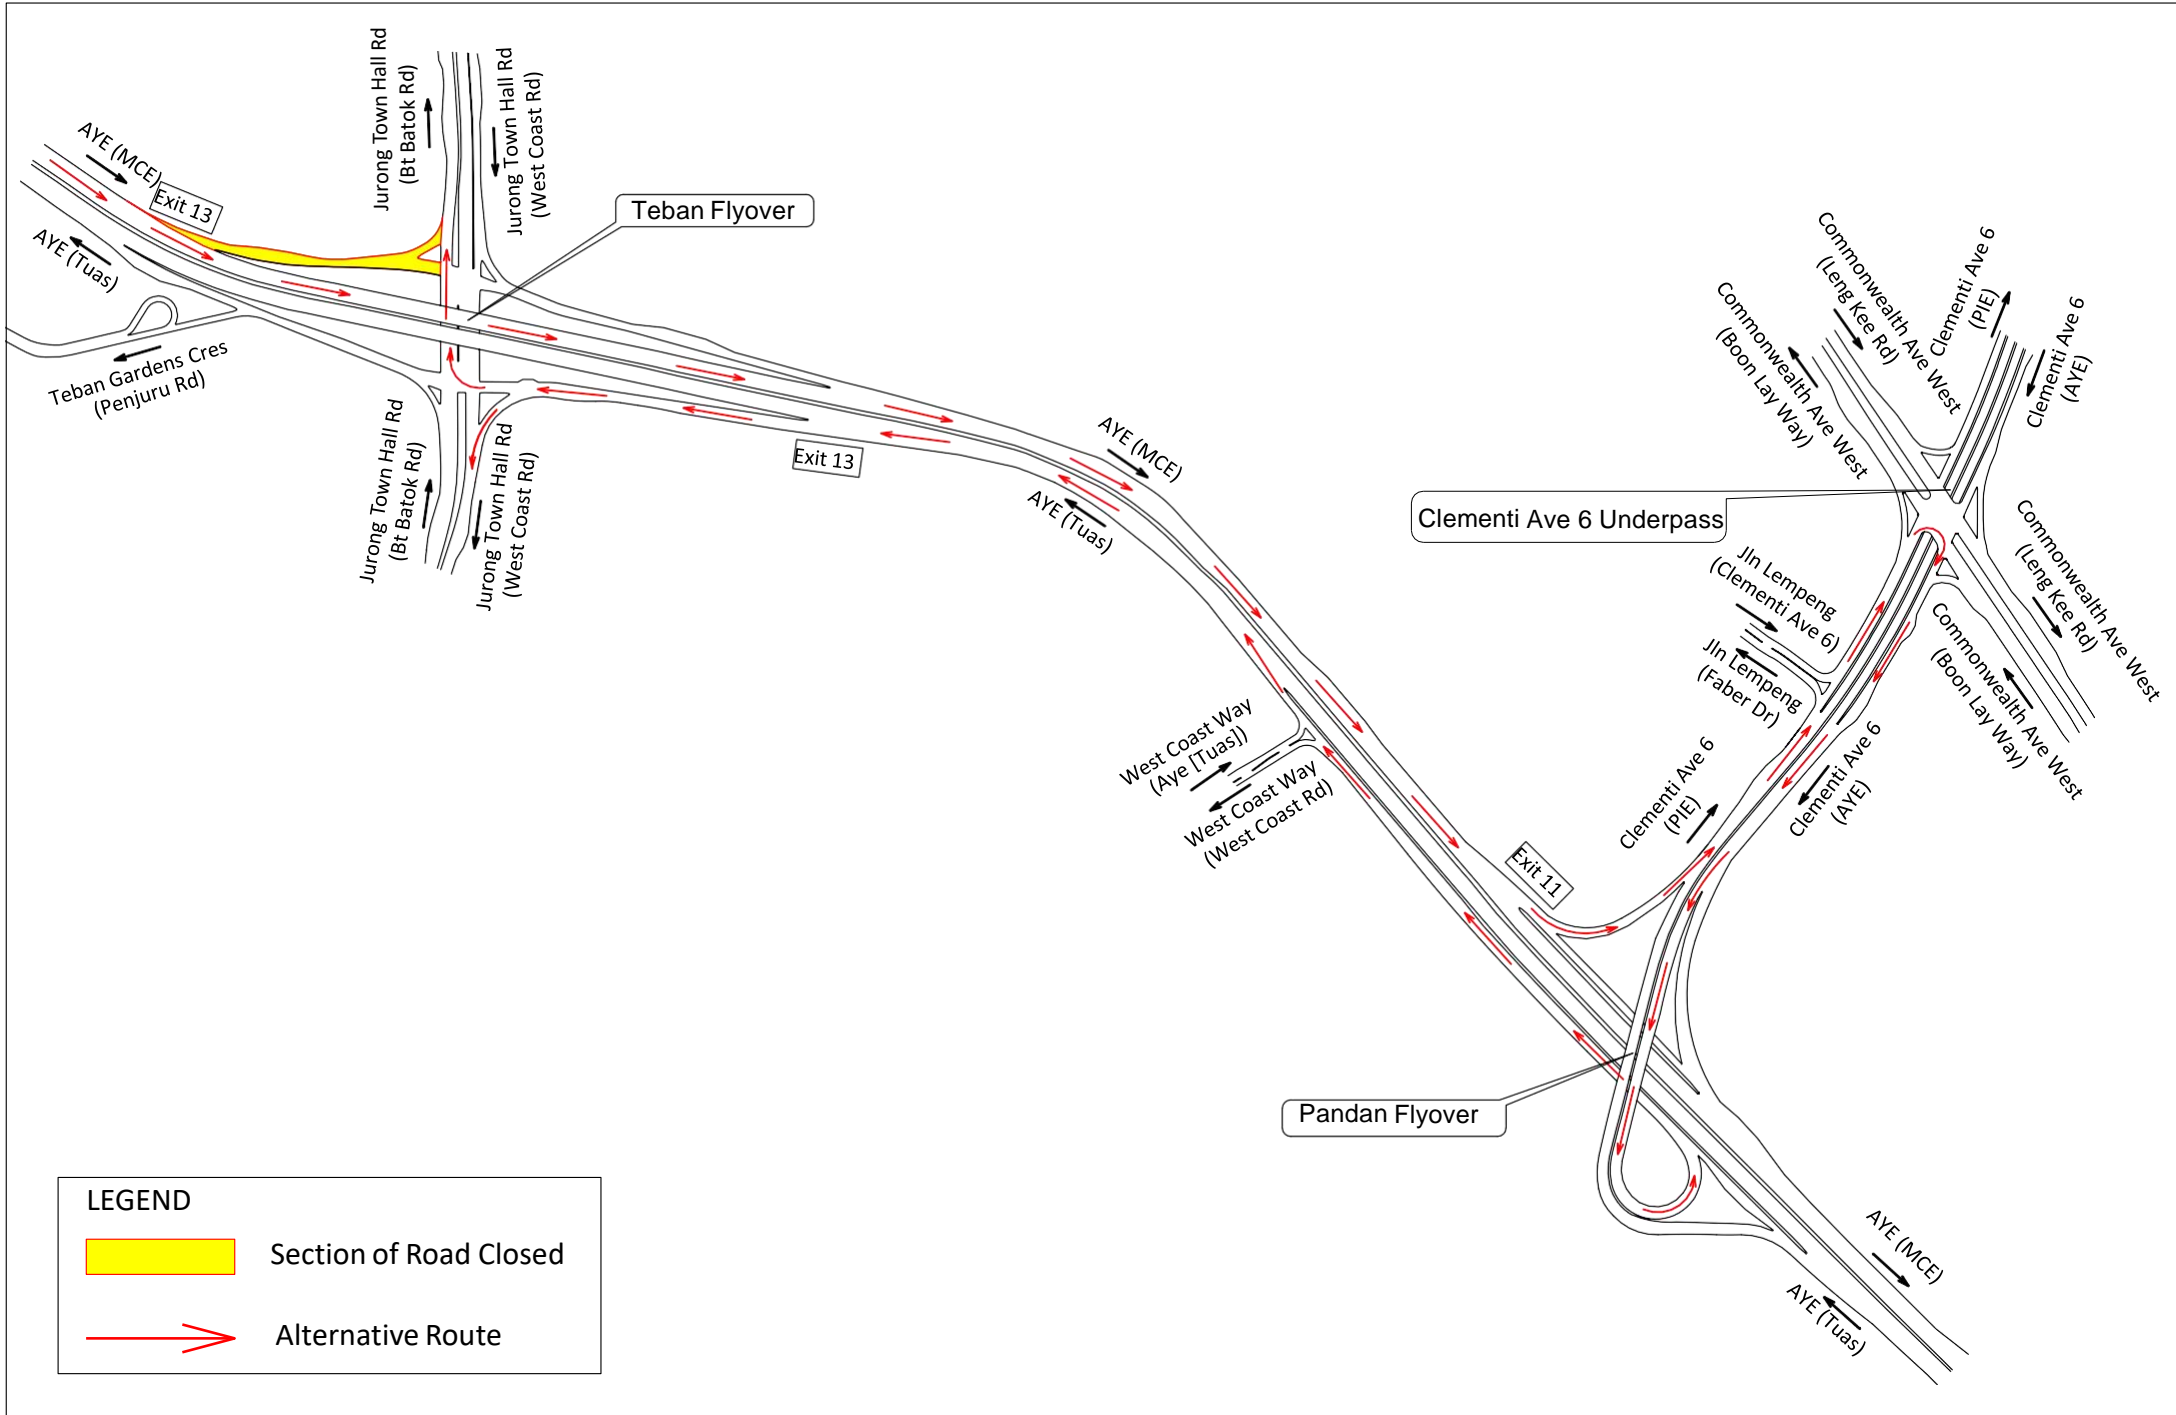 Jurong Town Hall Rd
(Bt Batok Rd)
Jurong Town Hall Rd
(West Coast Rd)
AYE (MCE)
Exit 13
AYE (Tuas)
Teban Flyover
Teban Gardens Cres
(Penjuru Rd)
Jurong Town Hall Rd
(Bt Batok Rd)
Jurong Town Hall Rd
(West Coast Rd)
Exit 13
AYE (MCE)
AYE (Tuas)
Commonwealth Ave West
(Leng Kee Rd)
Clementi Ave 6
(PIE)
Clementi Ave 6
(AYE)
Commonwealth Ave West
(Boon Lay Way)
Clementi Ave 6 Underpass
Jln Lempeng
(Clementi Ave 6)
Jln Lempeng
(Faber Dr)
Commonwealth Ave West
(Leng Kee Rd)
Commonwealth Ave West
(Boon Lay Way)
West Coast Way
(Aye [Tuas])
West Coast Way
(West Coast Rd)
Clementi Ave 6
(PIE)
Clementi Ave 6
(AYE)
Exit 11
Pandan Flyover
AYE (MCE)
AYE (Tuas)
LEGEND
Section of Road Closed
Alternative Route